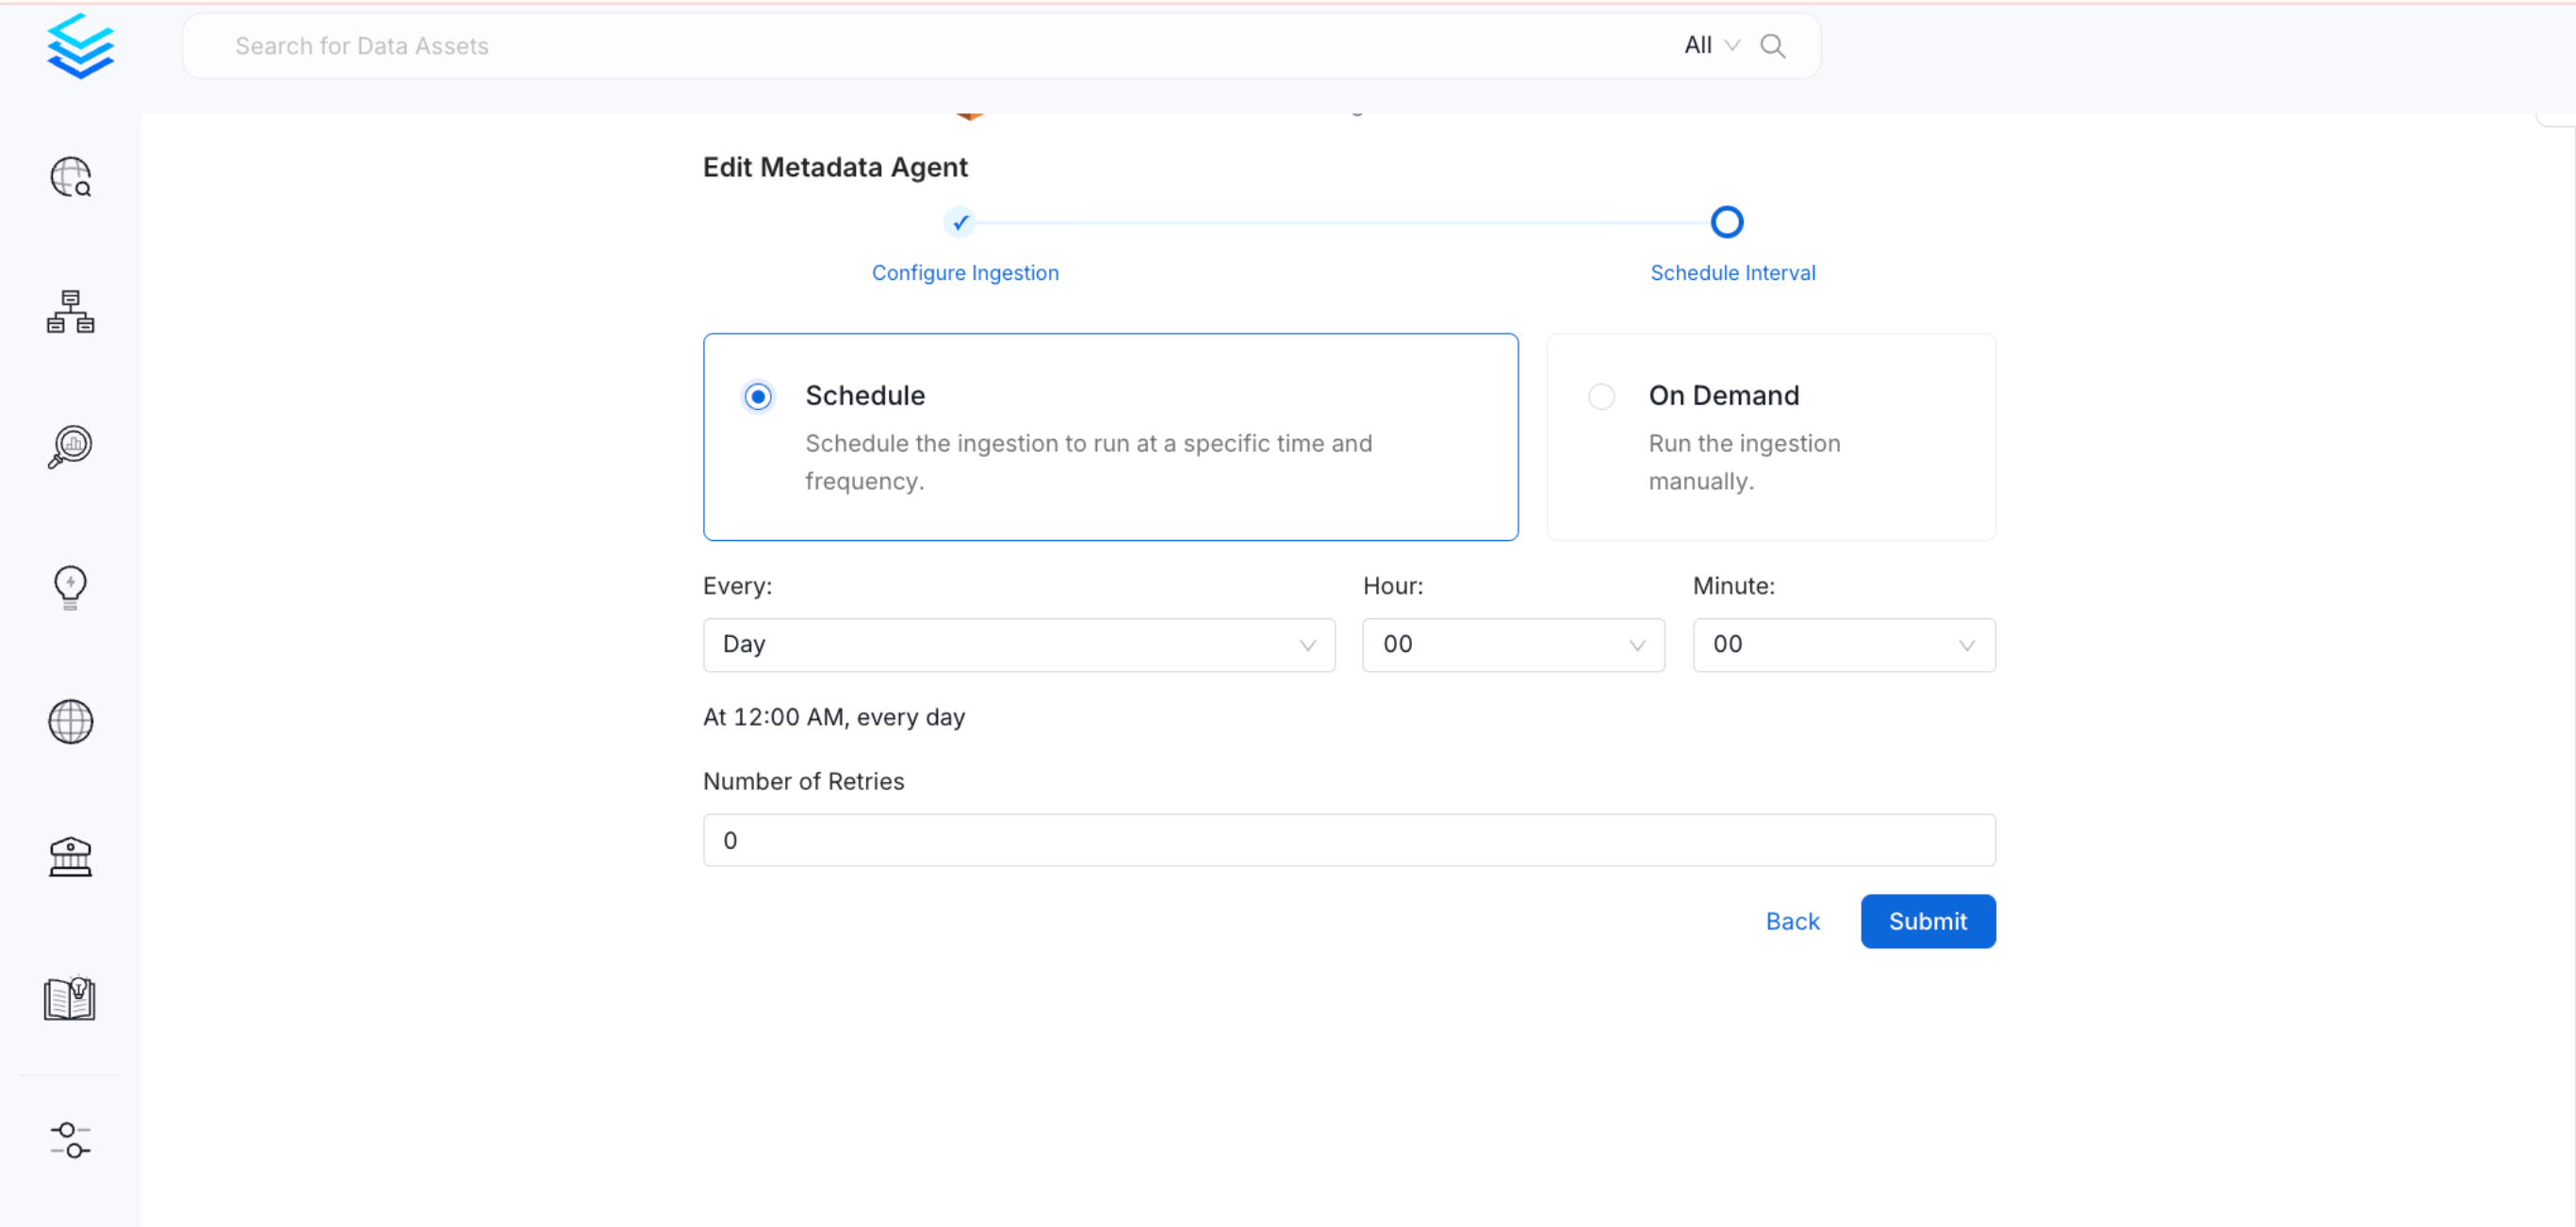 Search for Data Assets
All
Edit Metadata Agent
Configure Ingestion
Schedule Interval
Schedule
Schedule the ingestion to run at a specific time and
frequency.
On Demand
Run the ingestion
manually.
Every:
Hour:
Minute:
Day
00
00
At 12:00 AM, every day
Number of Retries
0
Back
Submit